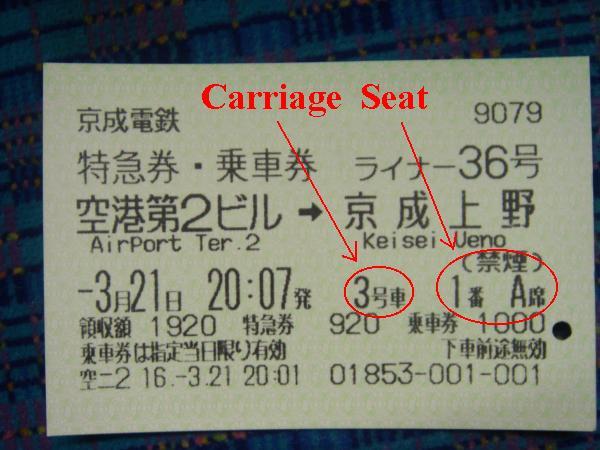 Carriage Seat
京成電鉄 9079
特急券・乗車券 ライナー36号
空港第2ビル → 京成上野
AirPort Ter.2 Keisei Ueno
(禁煙)
-3月21日 20:07発 3号車 1番 A席
領収額 1920 特急券 920 乗車券 1000
乗車券は指定当日限り有効 下車前途無効
空二2 16.-3.21 20:01 01853-001-001